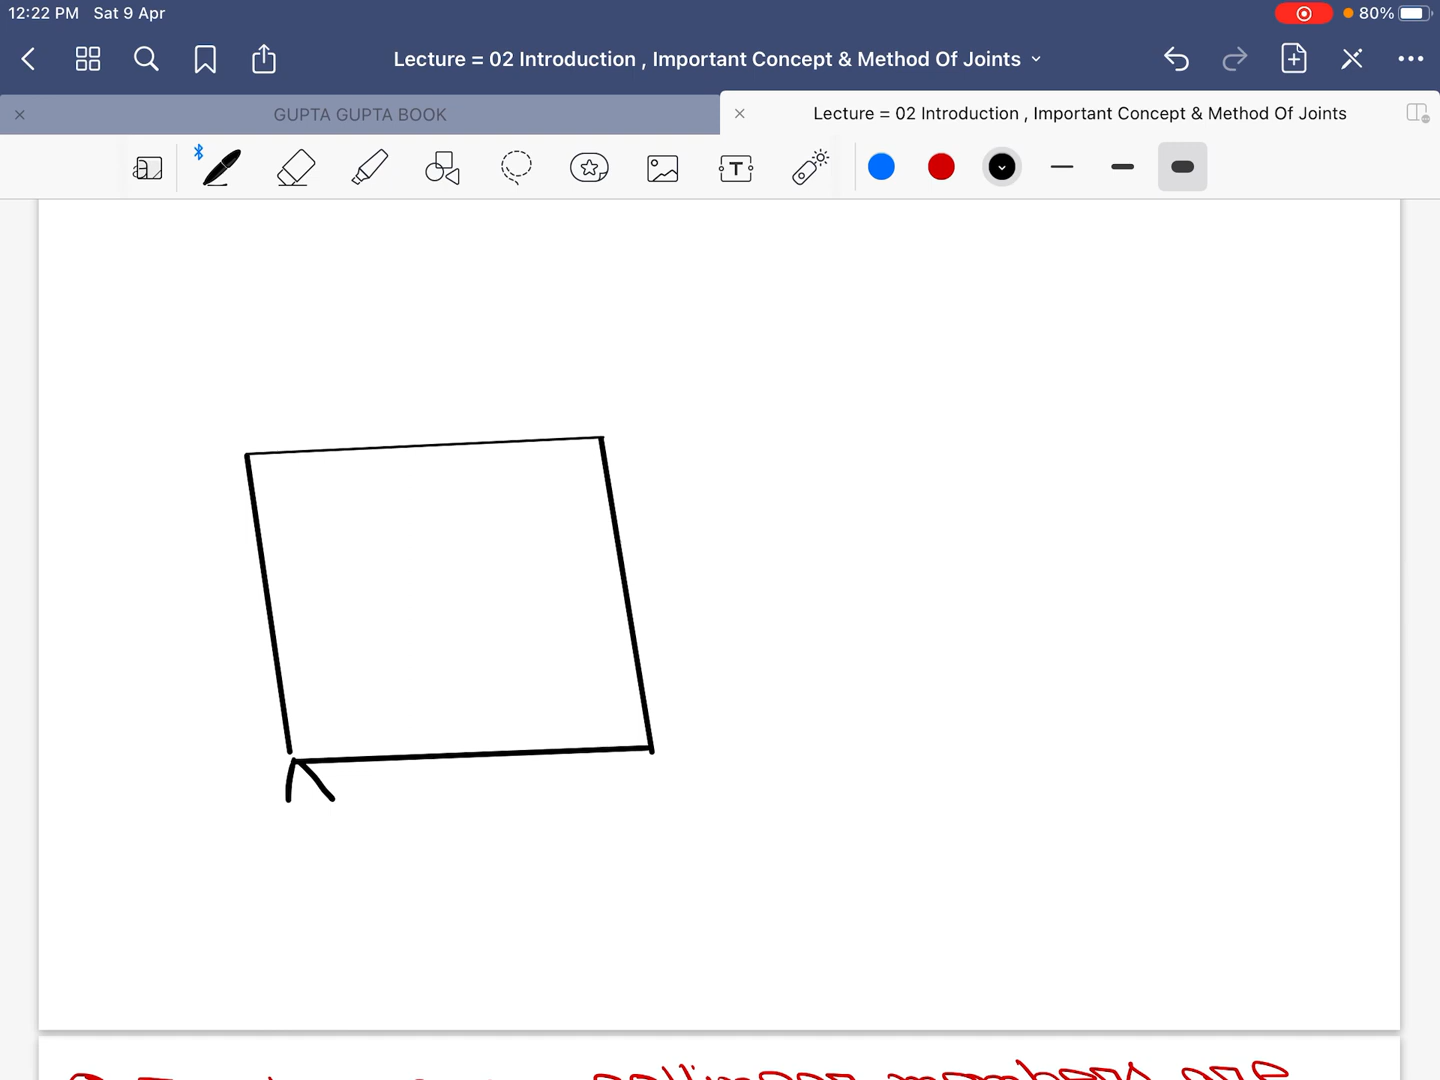 12:22 PM Sat 9 Apr
80%
Lecture = 02 Introduction , Important Concept & Method Of Joints
GUPTA GUPTA BOOK
Lecture = 02 Introduction , Important Concept & Method Of Joints
T